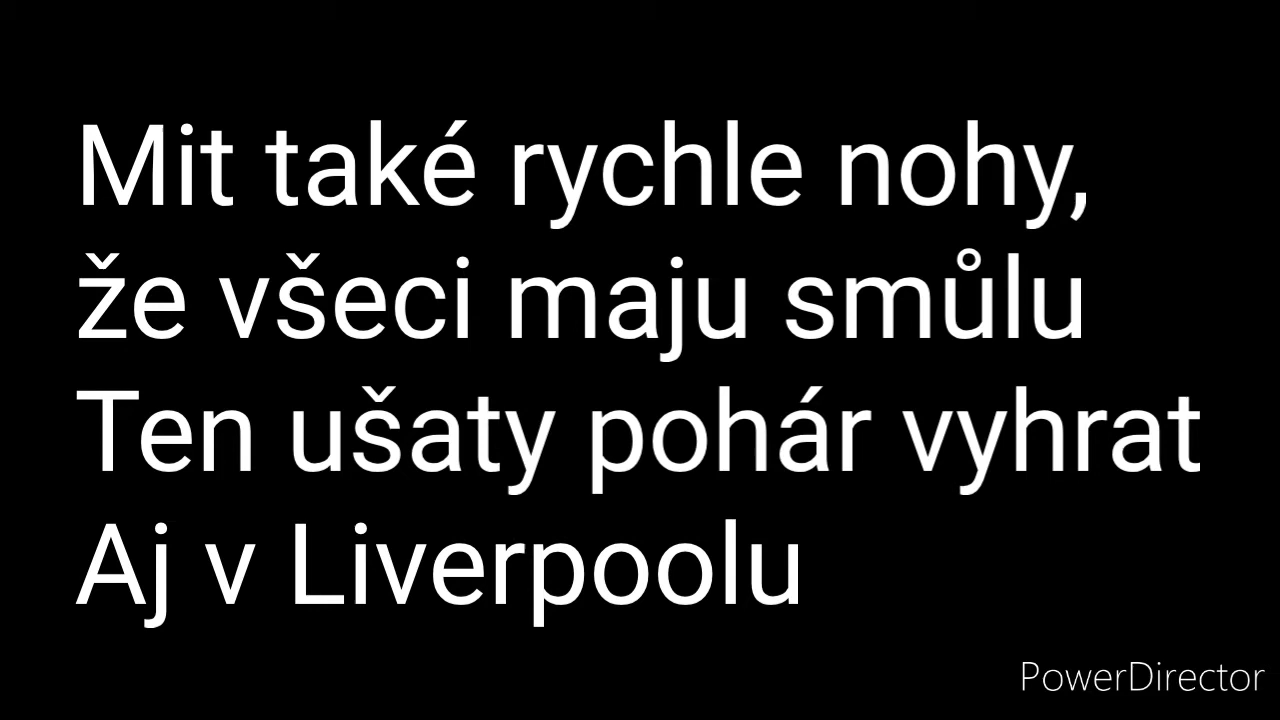 Mit také rychle nohy,
že všeci maju smůlu
Ten ušaty pohár vyhrat
Aj v Liverpoolu
PowerDirector